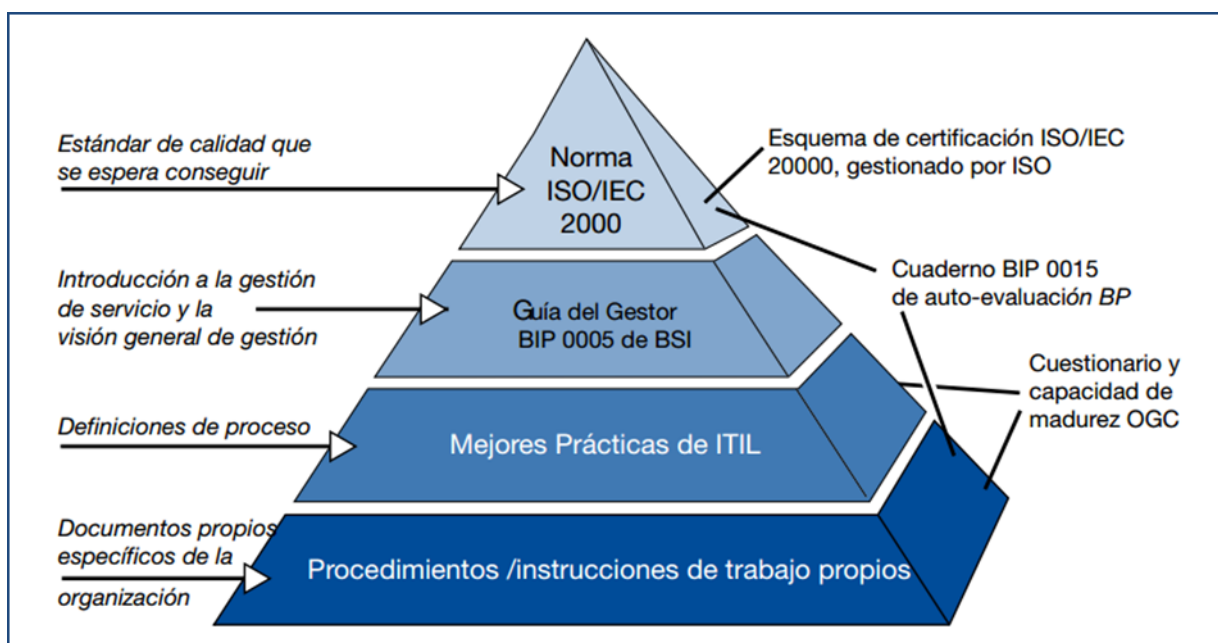 Estándar de calidad que
se espera conseguir
Norma
ISO/IEC
2000
Esquema de certificación ISO/IEC
20000, gestionado por ISO
Introducción a la gestión
de servicio y la
visión general de gestión
Guía del Gestor
BIP 0005 de BSI
Cuaderno BIP 0015
de auto-evaluación BP
Definiciones de proceso
Mejores Prácticas de ITIL
Cuestionario y
capacidad de
madurez OGC
Documentos propios
específicos de la
organización
Procedimientos /instrucciones de trabajo propios